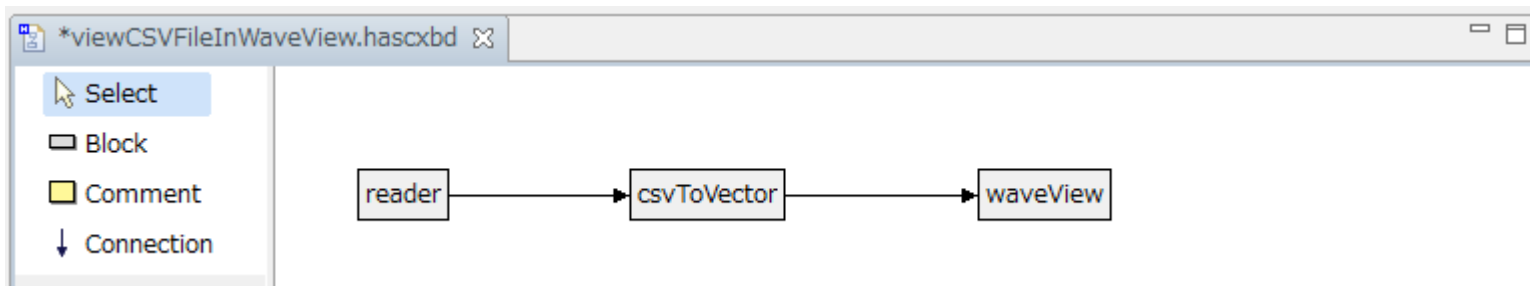 *viewCSVFileInWaveView.hascxbd
Select
Block
Comment
Connection
reader
csvToVector
waveView